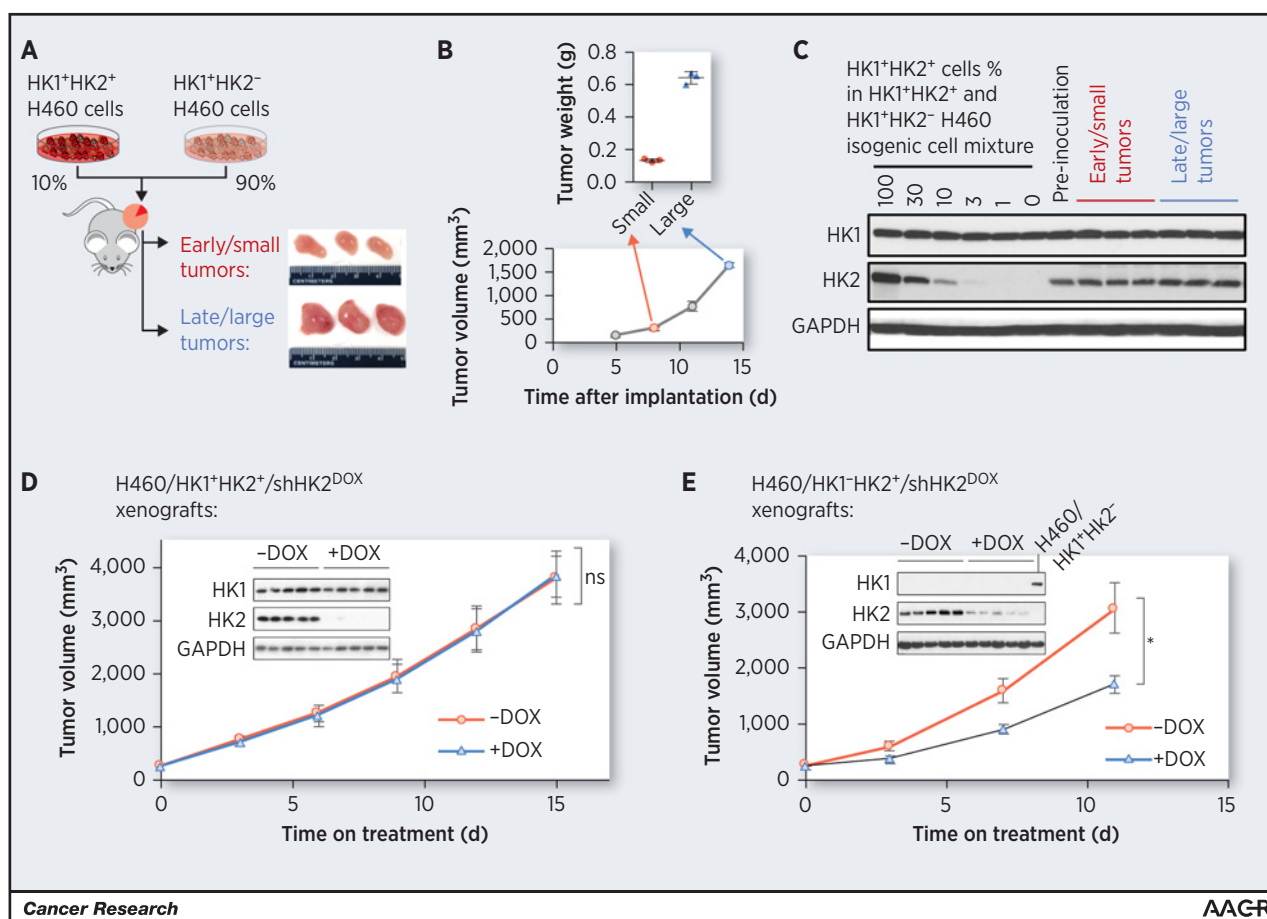 A
HK1⁺HK2⁺
H460 cells
HK1⁺HK2⁻
H460 cells
10%
90%
Early/small
tumors:
Late/large
tumors:
CENTIMETERS
CENTIMETERS
B
Tumor weight (g)
0.8
0.6
0.4
0.2
0.0
Small
Large
Tumor volume (mm³)
2,000
1,500
1,000
500
0
0 5 10 15
Time after implantation (d)
C
HK1⁺HK2⁺ cells %
in HK1⁺HK2⁺ and
HK1⁺HK2⁻ H460
isogenic cell mixture
100 30 10 3 1 0
Pre-inoculation
Early/small
tumors
Late/large
tumors
HK1
HK2
GAPDH
D
H460/HK1⁺HK2⁺/shHK2ᴰᴼˣ
xenografts:
Tumor volume (mm³)
4,000
3,000
2,000
1,000
0
–DOX +DOX
HK1
HK2
GAPDH
ns
–DOX
+DOX
0 5 10 15
Time on treatment (d)
E
H460/HK1⁻HK2⁺/shHK2ᴰᴼˣ
xenografts:
H460/
HK1⁺Hk2⁻
Tumor volume (mm³)
4,000
3,000
2,000
1,000
0
–DOX +DOX
HK1
HK2
GAPDH
*
–DOX
+DOX
0 5 10 15
Time on treatment (d)
Cancer Research
AACR